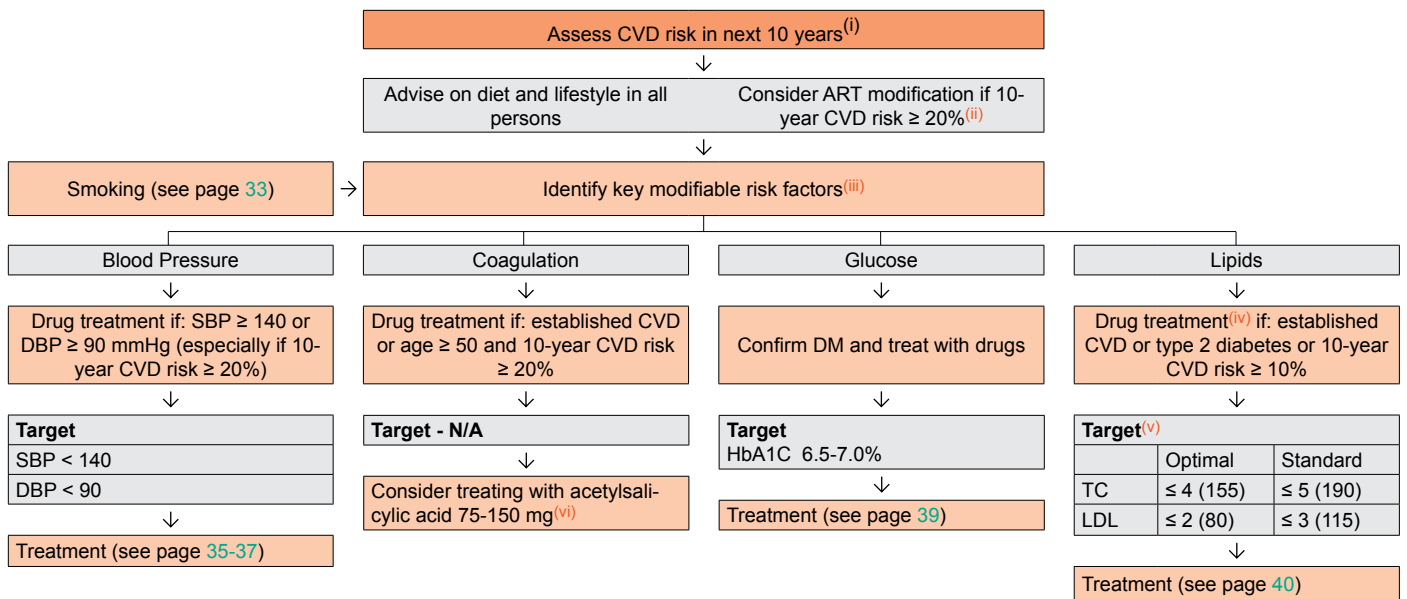 Assess CVD risk in next 10 years(i)
Advise on diet and lifestyle in all
persons
Consider ART modification if 10-
year CVD risk ≥ 20%(ii)
Smoking (see page 33)
Identify key modifiable risk factors(iii)
Blood Pressure
Drug treatment if: SBP ≥ 140 or
DBP ≥ 90 mmHg (especially if 10-
year CVD risk ≥ 20%)
Target
SBP < 140
DBP < 90
Treatment (see page 35-37)
Coagulation
Drug treatment if: established CVD
or age ≥ 50 and 10-year CVD risk
≥ 20%
Target - N/A
Consider treating with acetylsali-
cylic acid 75-150 mg(vi)
Glucose
Confirm DM and treat with drugs
Target
HbA1C 6.5-7.0%
Treatment (see page 39)
Lipids
Drug treatment(iv) if: established
CVD or type 2 diabetes or 10-year
CVD risk ≥ 10%
Target(v)
Optimal Standard
TC ≤ 4 (155) ≤ 5 (190)
LDL ≤ 2 (80) ≤ 3 (115)
Treatment (see page 40)